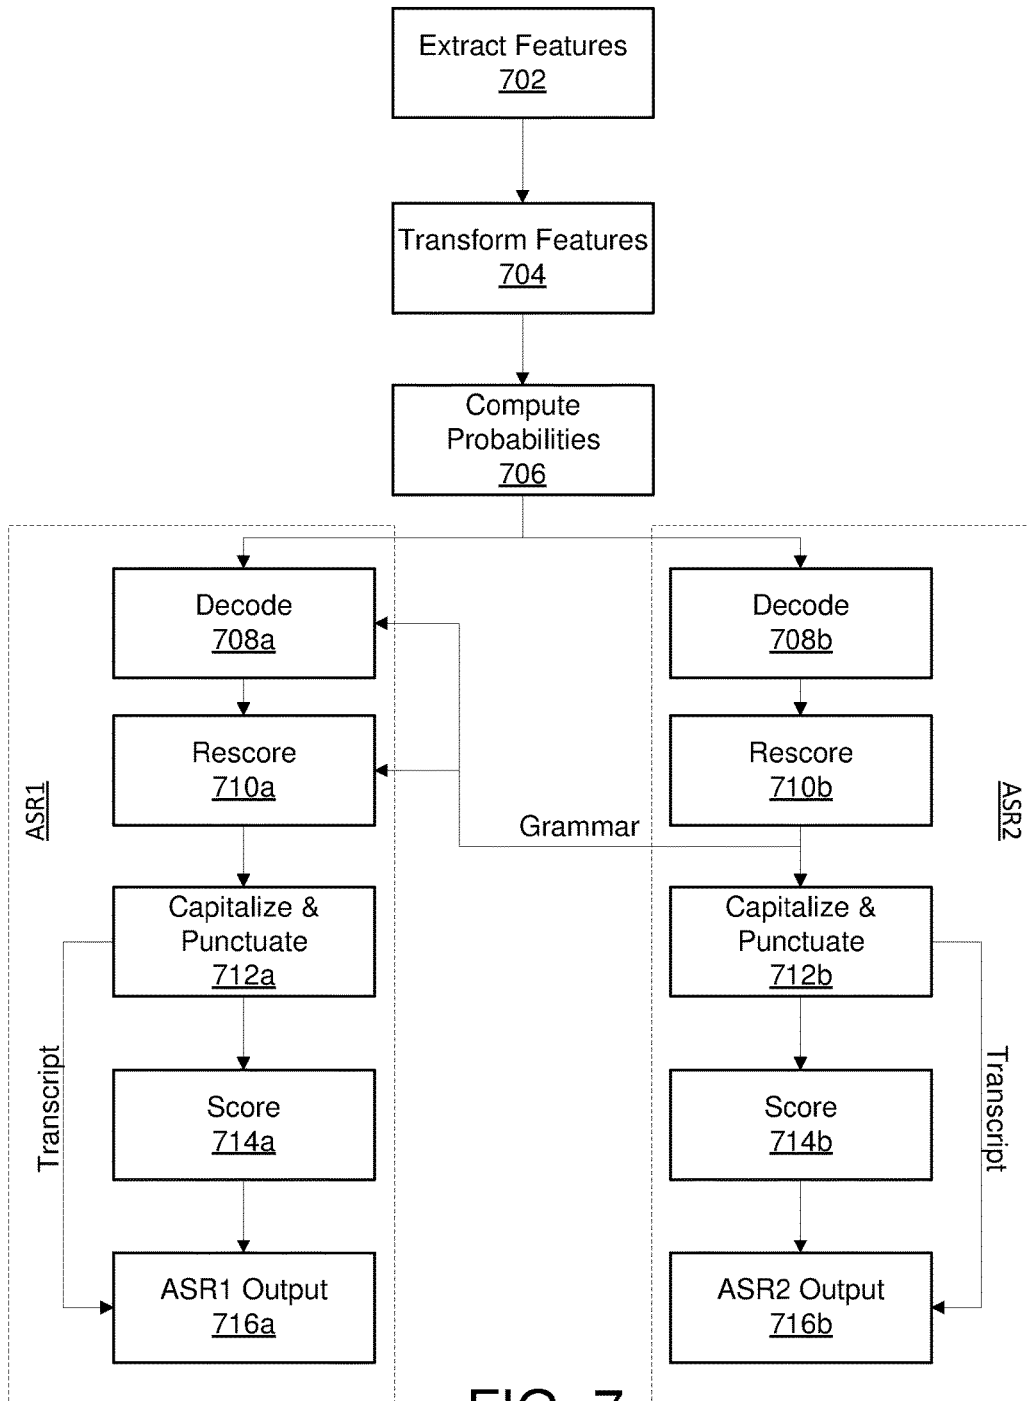 Extract Features
702
Transform Features
704
Compute
Probabilities
706
Decode
708a
Decode
708b
Rescore
710a
Rescore
710b
ASR1
ASR2
Grammar
Capitalize &
Punctuate
712a
Capitalize &
Punctuate
712b
Transcript
Transcript
Score
714a
Score
714b
ASR1 Output
716a
ASR2 Output
716b
FIG. 7